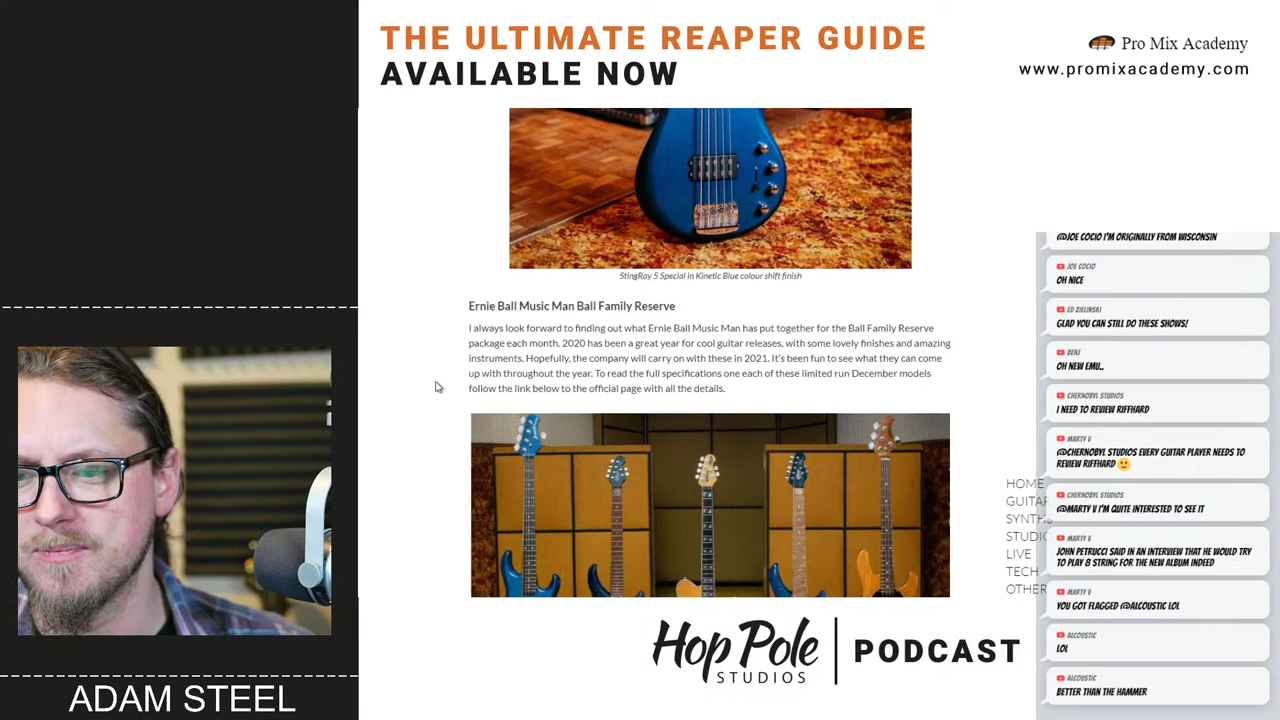 THE ULTIMATE REAPER GUIDE
AVAILABLE NOW
Pro Mix Academy
www.promixacademy.com
StingRay 5 Special in Kinetic Blue colour shift finish
Ernie Ball Music Man Ball Family Reserve
I always look forward to finding out what Ernie Ball Music Man has put together for the Ball Family Reserve
package each month. 2020 has been a great year for cool guitar releases, with some lovely finishes and amazing
instruments. Hopefully, the company will carry on with these in 2021. It's been fun to see what they can come
up with throughout the year. To read the full specifications one each of these limited run December models
follow the link below to the official page with all the details.
HOME
GUITAR
SYNTHS
STUDIO
LIVE
TECH
OTHER
@JOE COCIO I'M ORIGINALLY FROM WISCONSIN
JOE COCIO
OH NICE
ED ZIELINSKI
GLAD YOU CAN STILL DO THESE SHOWS!
BENJ
OH NEW EMU..
CHERNOBYL STUDIOS
I NEED TO REVIEW RIFFHARD
MARTY V
@CHERNOBYL STUDIOS EVERY GUITAR PLAYER NEEDS TO
REVIEW RIFFHARD 🙂
CHERNOBYL STUDIOS
@MARTY V I'M QUITE INTERESTED TO SEE IT
MARTY V
JOHN PETRUCCI SAID IN AN INTERVIEW THAT HE WOULD TRY
TO PLAY 8 STRING FOR THE NEW ALBUM INDEED
MARTY V
YOU GOT FLAGGED @ALCOUSTIC LOL
ALCOUSTIC
LOL
ALCOUSTIC
BETTER THAN THE HAMMER
Hop Pole
STUDIOS
PODCAST
ADAM STEEL